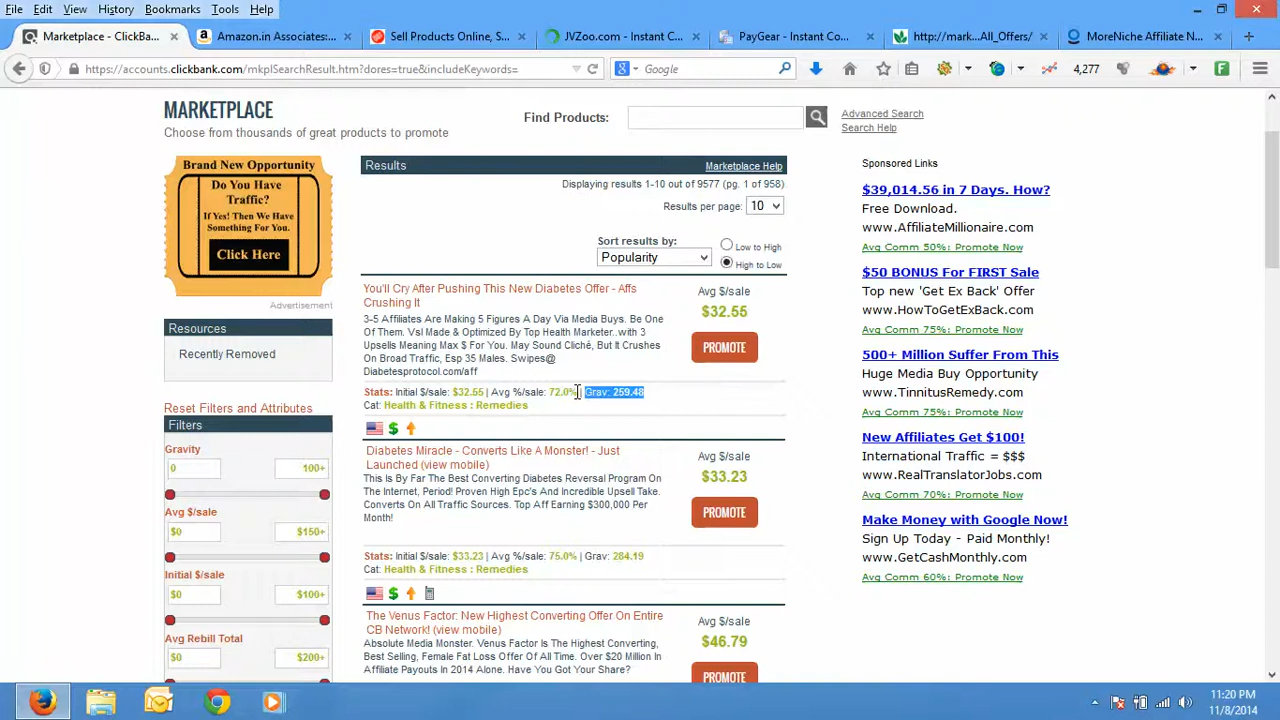 File Edit View History Bookmarks Tools Help
Marketplace - ClickBa... Amazon.in Associates:... Sell Products Online, S... JVZoo.com - Instant C... PayGear - Instant Co... http://mark...All_Offers/ MoreNiche Affiliate N...
https://accounts.clickbank.com/mkplSearchResult.htm?dores=true&includeKeywords= Google 4,277
MARKETPLACE
Choose from thousands of great products to promote
Find Products:
Advanced Search
Search Help
Brand New Opportunity
Do You Have
Traffic?
If Yes! Then We Have
Something For You.
Click Here
Advertisement
Resources
Recently Removed
Reset Filters and Attributes
Filters
Gravity
0 100+
Avg $/sale
$0 $150+
Initial $/sale
$0 $100+
Avg Rebill Total
$0 $200+
Results Marketplace Help
Displaying results 1-10 out of 9577 (pg. 1 of 958)
Results per page: 10
Sort results by:
Popularity
Low to High
High to Low
You'll Cry After Pushing This New Diabetes Offer - Affs
Crushing It
3-5 Affiliates Are Making 5 Figures A Day Via Media Buys. Be One
Of Them. Vsl Made & Optimized By Top Health Marketer..with 3
Upsells Meaning Max $ For You. May Sound Cliché, But It Crushes
On Broad Traffic, Esp 35 Males. Swipes@
Diabetesprotocol.com/aff
Avg $/sale
$32.55
PROMOTE
Stats: Initial $/sale: $32.55 | Avg %/sale: 72.0% | Grav: 259.48
Cat: Health & Fitness : Remedies
Diabetes Miracle - Converts Like A Monster! - Just
Launched (view mobile)
This Is By Far The Best Converting Diabetes Reversal Program On
The Internet, Period! Proven High Epc's And Incredible Upsell Take.
Converts On All Traffic Sources. Top Aff Earning $300,000 Per
Month!
Avg $/sale
$33.23
PROMOTE
Stats: Initial $/sale: $33.23 | Avg %/sale: 75.0% | Grav: 284.19
Cat: Health & Fitness : Remedies
The Venus Factor: New Highest Converting Offer On Entire
CB Network! (view mobile)
Absolute Media Monster. Venus Factor Is The Highest Converting,
Best Selling, Female Fat Loss Offer Of All Time. Over $20 Million In
Affiliate Payouts In 2014 Alone. Have You Got Your Share?
Avg $/sale
$46.79
PROMOTE
Sponsored Links
$39,014.56 in 7 Days. How?
Free Download.
www.AffiliateMillionaire.com
Avg Comm 50%: Promote Now
$50 BONUS For FIRST Sale
Top new 'Get Ex Back' Offer
www.HowToGetExBack.com
Avg Comm 75%: Promote Now
500+ Million Suffer From This
Huge Media Buy Opportunity
www.TinnitusRemedy.com
Avg Comm 75%: Promote Now
New Affiliates Get $100!
International Traffic = $$$
www.RealTranslatorJobs.com
Avg Comm 70%: Promote Now
Make Money with Google Now!
Sign Up Today - Paid Monthly!
www.GetCashMonthly.com
Avg Comm 60%: Promote Now
11:20 PM
11/8/2014